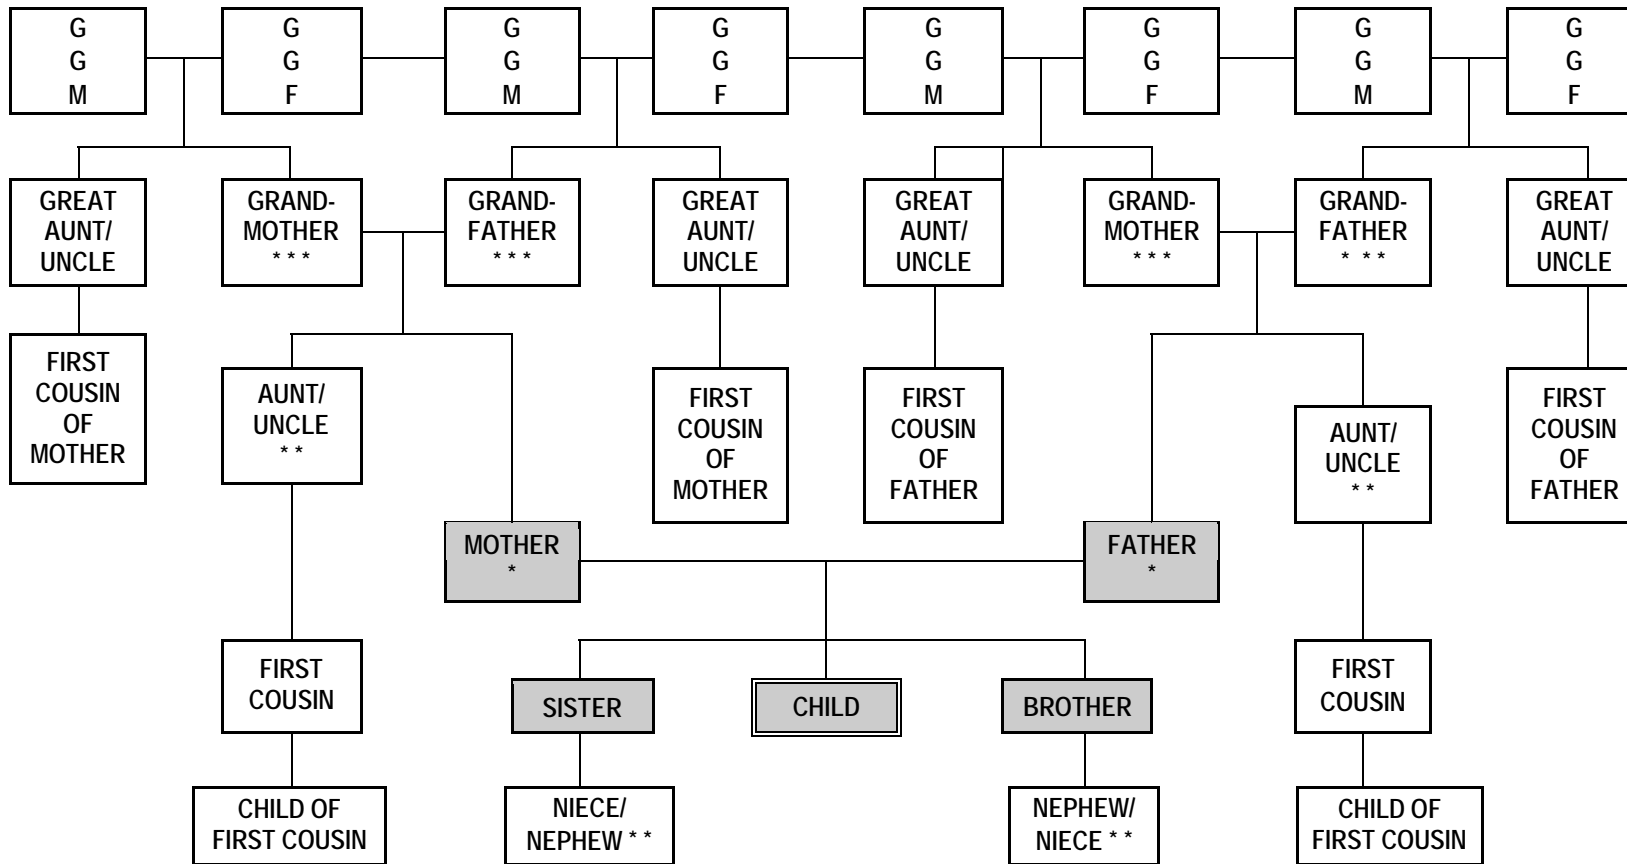 G
G
M
G
G
F
G
G
M
G
G
F
G
G
M
G
G
F
G
G
M
G
G
F
GREAT
AUNT/
UNCLE
GRAND-
MOTHER
* * *
GRAND-
FATHER
* * *
GREAT
AUNT/
UNCLE
GREAT
AUNT/
UNCLE
GRAND-
MOTHER
* * *
GRAND-
FATHER
* * *
GREAT
AUNT/
UNCLE
FIRST
COUSIN
OF
MOTHER
AUNT/
UNCLE
* *
FIRST
COUSIN
OF
MOTHER
FIRST
COUSIN
OF
FATHER
AUNT/
UNCLE
* *
FIRST
COUSIN
OF
FATHER
MOTHER
*
FATHER
*
FIRST
COUSIN
SISTER
CHILD
BROTHER
FIRST
COUSIN
CHILD OF
FIRST COUSIN
NIECE/
NEPHEW * *
NEPHEW/
NIECE * *
CHILD OF
FIRST COUSIN